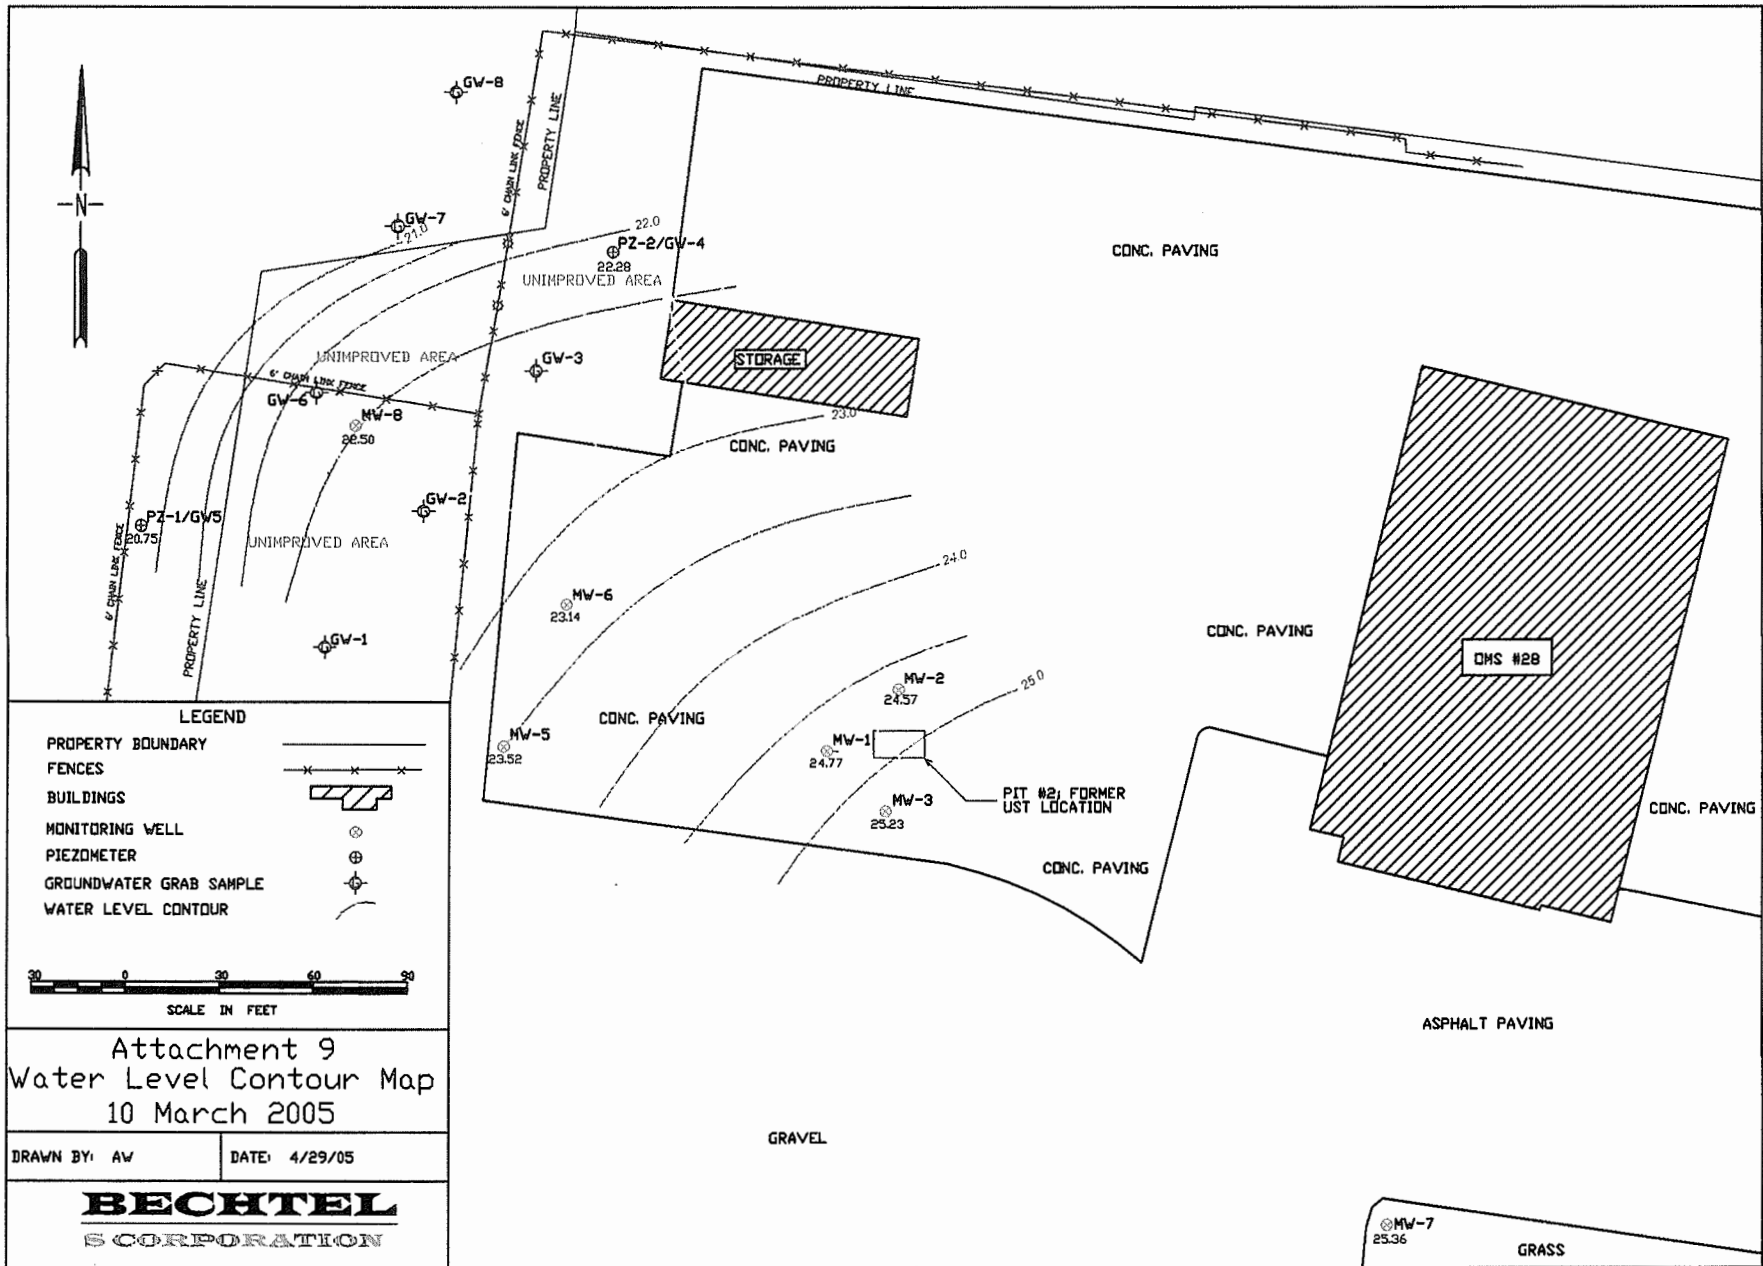 GW-8
PROPERTY LINE
6' CHAIN LINK FENCE
PROPERTY LINE
N
GW-7
21.0
22.0
PZ-2/GW-4
22.28
UNIMPROVED AREA
CONC. PAVING
UNIMPROVED AREA
6' CHAIN LINK FENCE
GW-3
STORAGE
GW-6
MW-8
22.50
23.0
CONC. PAVING
GW-2
PZ-1/GW5
20.75
UNIMPROVED AREA
6' CHAIN LINK FENCE
PROPERTY LINE
24.0
MW-6
23.14
GW-1
CONC. PAVING
OMS #28
MW-2
24.57
25.0
CONC. PAVING
MW-5
23.52
MW-1
24.77
MW-3
25.23
PIT #2; FORMER
UST LOCATION
CONC. PAVING
CONC. PAVING
LEGEND
PROPERTY BOUNDARY
FENCES
BUILDINGS
MONITORING WELL
PIEZOMETER
GROUNDWATER GRAB SAMPLE
G
WATER LEVEL CONTOUR
30 0 30 60 90
SCALE IN FEET
ASPHALT PAVING
Attachment 9
Water Level Contour Map
10 March 2005
GRAVEL
DRAWN BY: AW
DATE: 4/29/05
BECHTEL
S CORPORATION
MW-7
25.36
GRASS